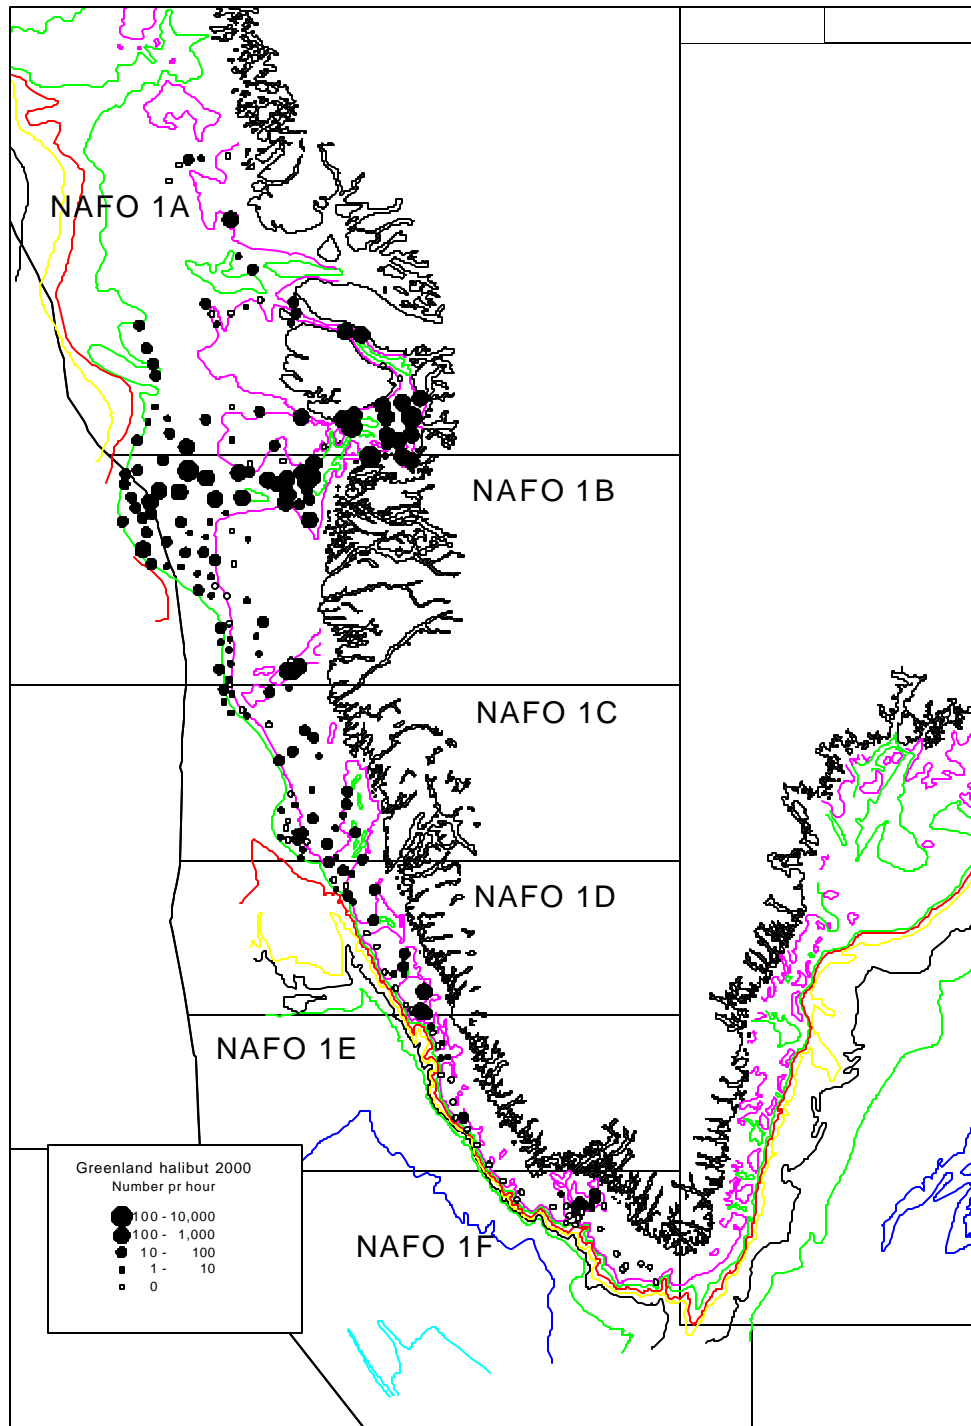 NAFO 1A
NAFO 1B
NAFO 1C
NAFO 1D
NAFO 1E
NAFO 1F
Greenland halibut 2000
Number pr hour
100 - 10,000
100 - 1,000
10 - 100
1 - 10
0